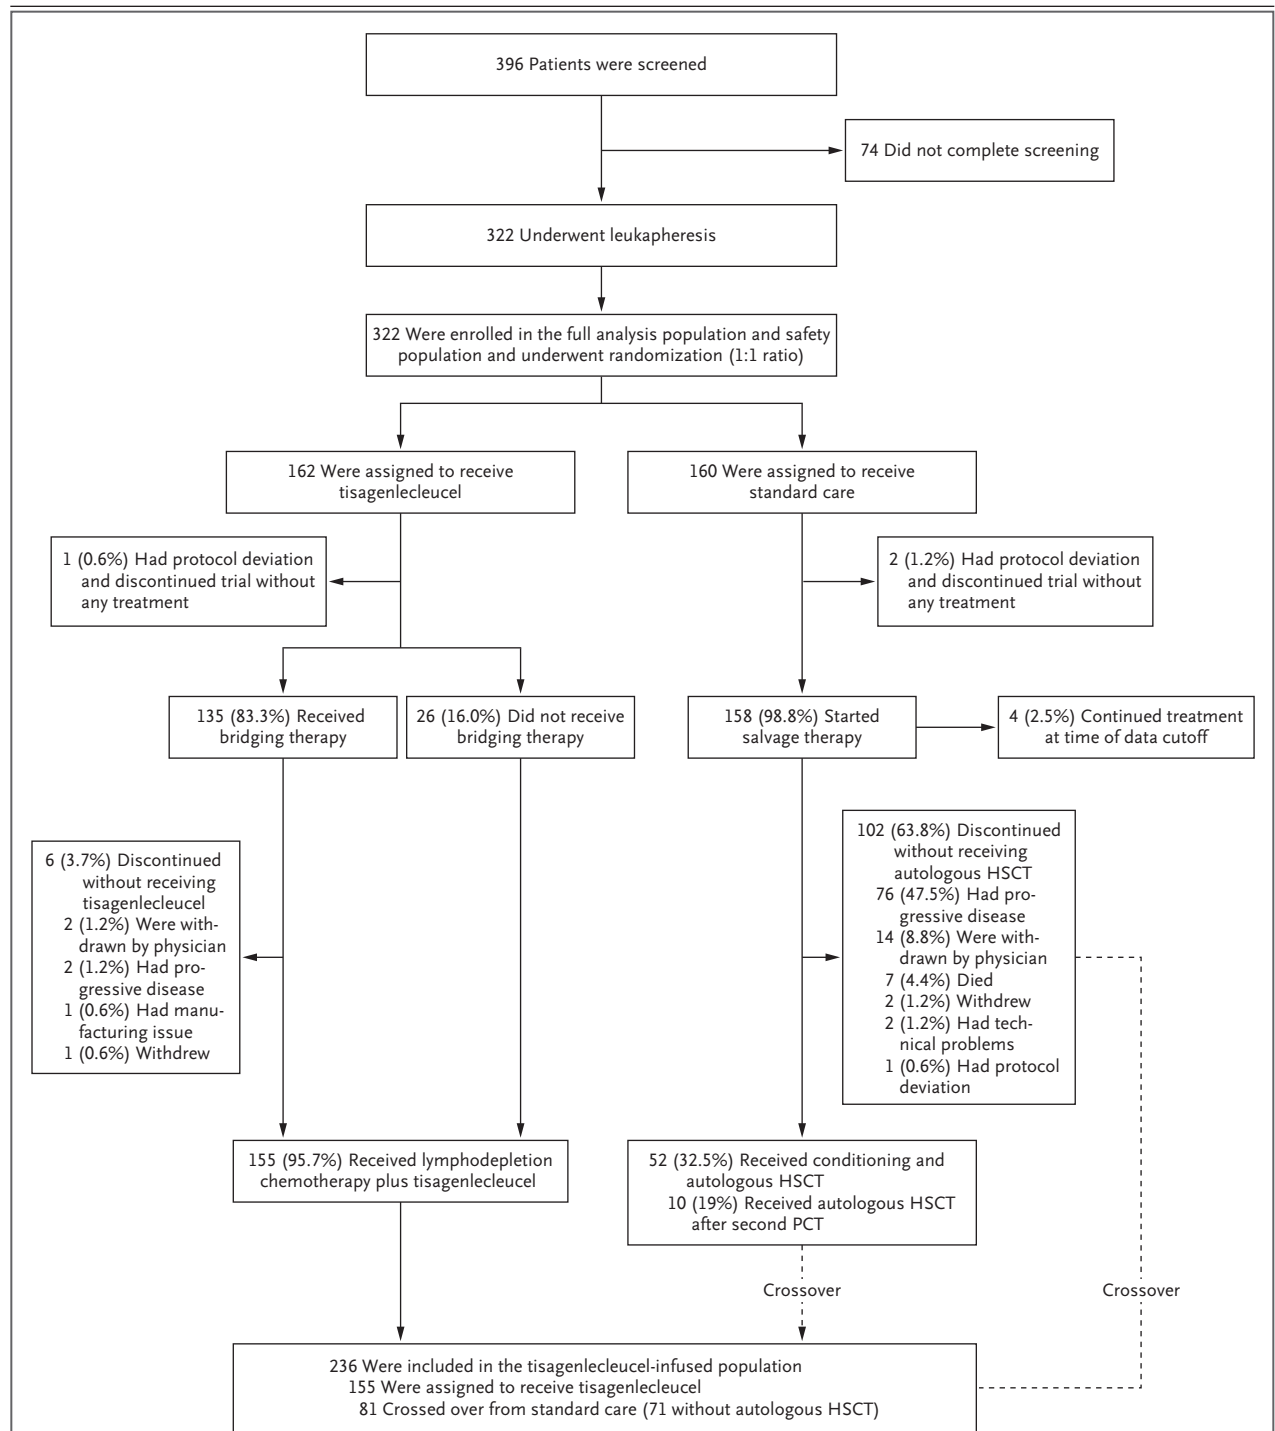 396 Patients were screened
74 Did not complete screening
322 Underwent leukapheresis
322 Were enrolled in the full analysis population and safety
population and underwent randomization (1:1 ratio)
162 Were assigned to receive
tisagenlecleucel
160 Were assigned to receive
standard care
1 (0.6%) Had protocol deviation
and discontinued trial without
any treatment
2 (1.2%) Had protocol deviation
and discontinued trial without
any treatment
135 (83.3%) Received
bridging therapy
26 (16.0%) Did not receive
bridging therapy
158 (98.8%) Started
salvage therapy
4 (2.5%) Continued treatment
at time of data cutoff
6 (3.7%) Discontinued
without receiving
tisagenlecleucel
2 (1.2%) Were with-
drawn by physician
2 (1.2%) Had pro-
gressive disease
1 (0.6%) Had manu-
facturing issue
1 (0.6%) Withdrew
102 (63.8%) Discontinued
without receiving
autologous HSCT
76 (47.5%) Had pro-
gressive disease
14 (8.8%) Were with-
drawn by physician
7 (4.4%) Died
2 (1.2%) Withdrew
2 (1.2%) Had tech-
nical problems
1 (0.6%) Had protocol
deviation
155 (95.7%) Received lymphodepletion
chemotherapy plus tisagenlecleucel
52 (32.5%) Received conditioning and
autologous HSCT
10 (19%) Received autologous HSCT
after second PCT
Crossover
Crossover
236 Were included in the tisagenlecleucel-infused population
155 Were assigned to receive tisagenlecleucel
81 Crossed over from standard care (71 without autologous HSCT)